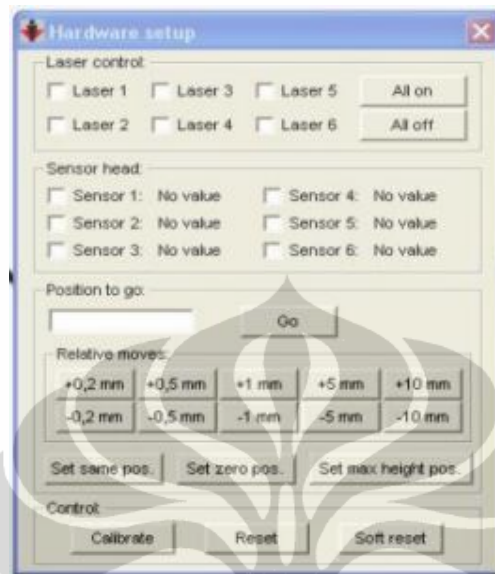 Hardware setup
Laser control:
Laser 1 Laser 3 Laser 5 All on
Laser 2 Laser 4 Laser 6 All off
Sensor head:
Sensor 1: No value Sensor 4: No value
Sensor 2: No value Sensor 5: No value
Sensor 3: No value Sensor 6: No value
Position to go:
Go
Relative moves:
+0,2 mm +0,5 mm +1 mm +5 mm +10 mm
-0,2 mm -0,5 mm -1 mm -5 mm -10 mm
Set same pos. Set zero pos. Set max height pos.
Control:
Calibrate Reset Soft reset